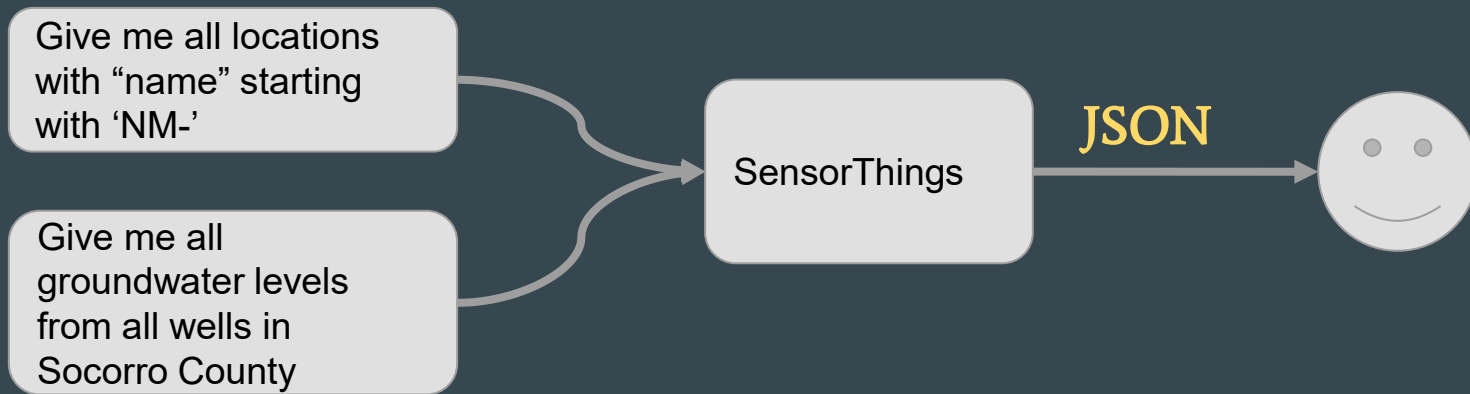 Give me all locations
with “name” starting
with ‘NM-’
Give me all
groundwater levels
from all wells in
Socorro County
SensorThings
JSON